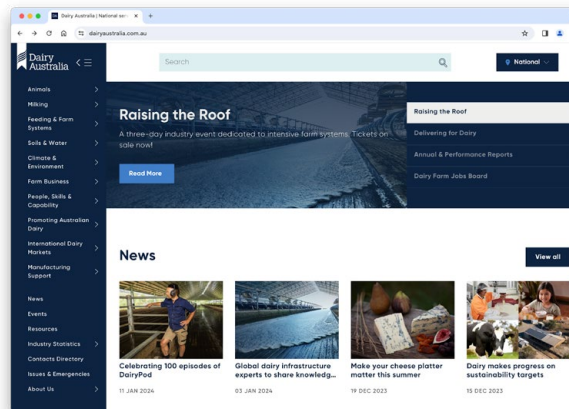 Dairy Australia | National ser
dairyaustralia.com.au
Dairy
Australia
Search
National
Animals
Milking
Feeding & Farm
Systems
Soils & Water
Climate &
Environment
Farm Business
People, Skills &
Capability
Promoting Australian
Dairy
International Dairy
Markets
Manufacturing
Support
News
Events
Resources
Industry Statistics
Contacts Directory
Issues & Emergencies
About Us
Raising the Roof
A three-day industry event dedicated to intensive farm systems. Tickets on
sale now!
Read More
Raising the Roof
Delivering for Dairy
Annual & Performance Reports
Dairy Farm Jobs Board
News
View all
Celebrating 100 episodes of
DairyPod
11 JAN 2024
Global dairy infrastructure
experts to share knowledg...
03 JAN 2024
Make your cheese platter
matter this summer
19 DEC 2023
Dairy makes progress on
sustainability targets
15 DEC 2023